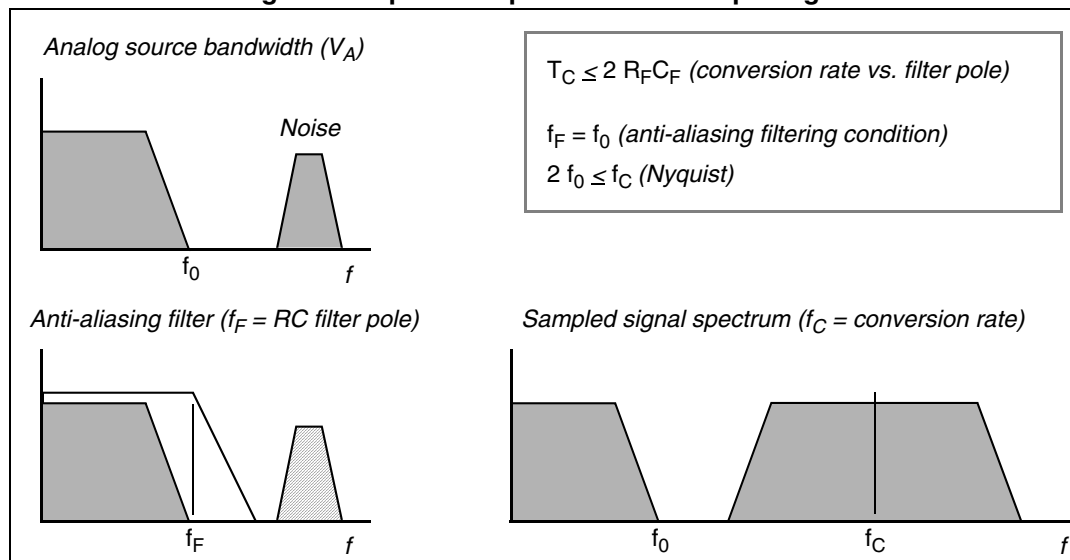 Analog source bandwidth (VA)
Noise
f0
f
TC ≤ 2 RFCF (conversion rate vs. filter pole)
fF = f0 (anti-aliasing filtering condition)
2 f0 ≤ fC (Nyquist)
Anti-aliasing filter (fF = RC filter pole)
fF
f
Sampled signal spectrum (fC = conversion rate)
f0
fC
f